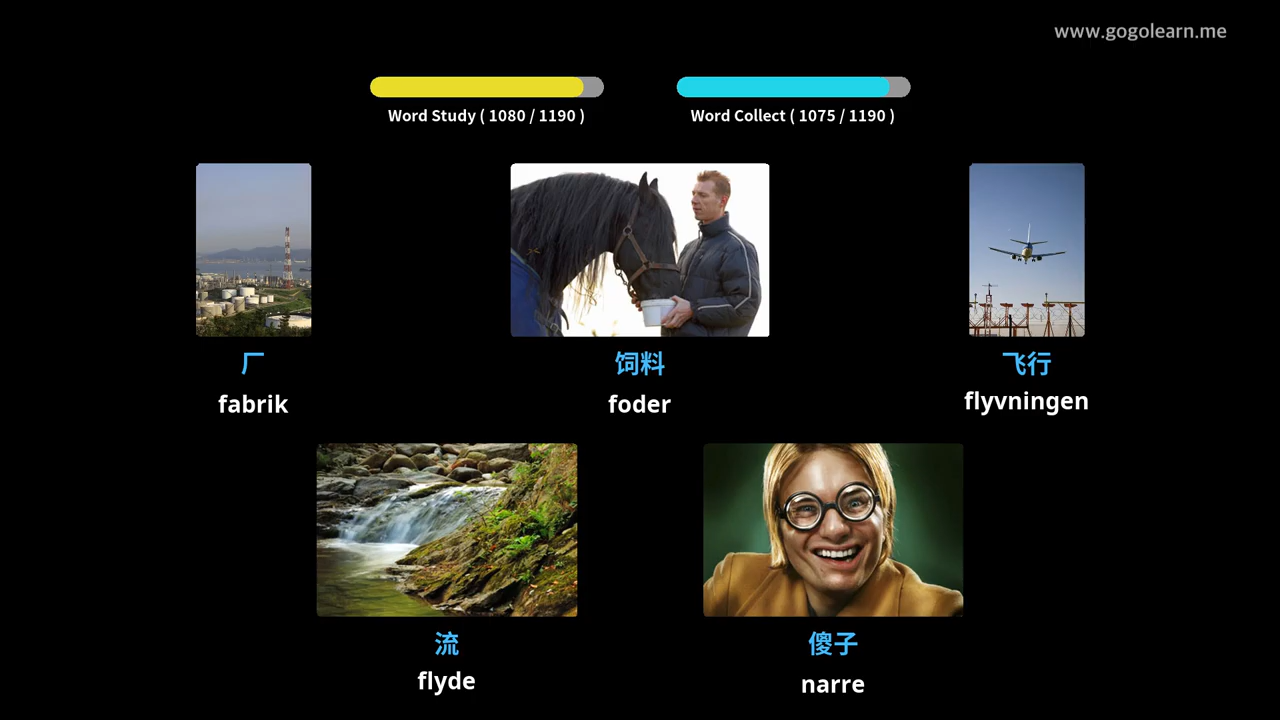 www.gogolearn.me
Word Study ( 1080 / 1190 )
Word Collect ( 1075 / 1190 )
厂
饲料
飞行
fabrik
foder
flyvningen
流
傻子
flyde
narre